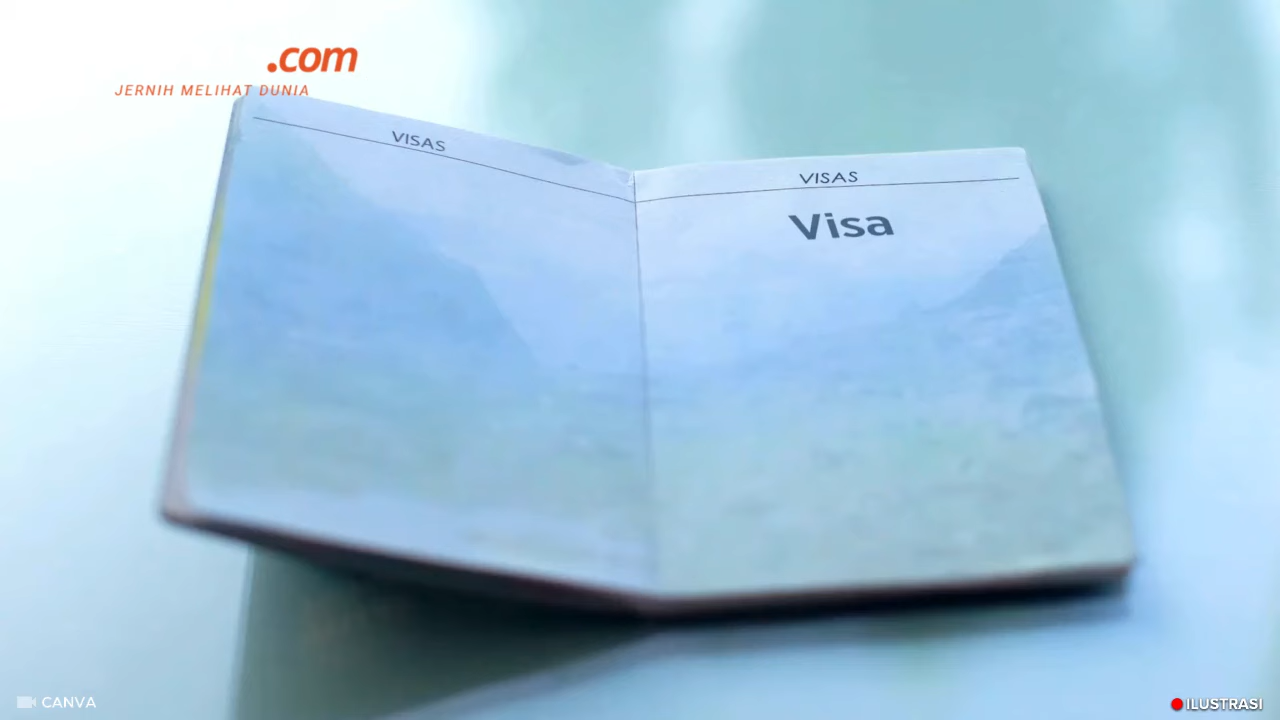 .com
JERNIH MELIHAT DUNIA
VISAS
VISAS
Visa
CANVA
ILUSTRASI